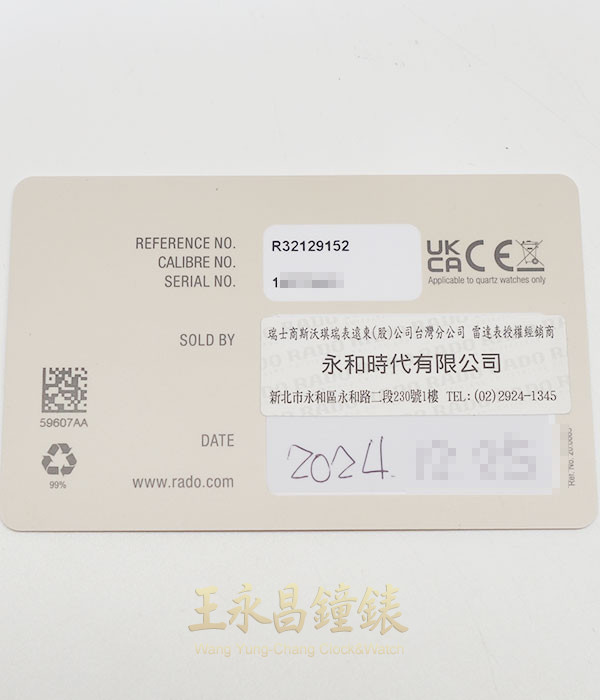 REFERENCE NO. R32129152
CALIBRE NO.
SERIAL NO. 1
UK CA CE
Applicable to quartz watches only
SOLD BY
瑞士商斯沃琪瑞表遠東(股)公司台灣分公司 雷達表授權經銷商
永和時代有限公司
新北市永和區永和路二段230號1樓 TEL:(02)2924-1345
59607AA
DATE 2024.
99%
www.rado.com
王永昌鐘錶
Wang Yung-Chang Clock&Watch